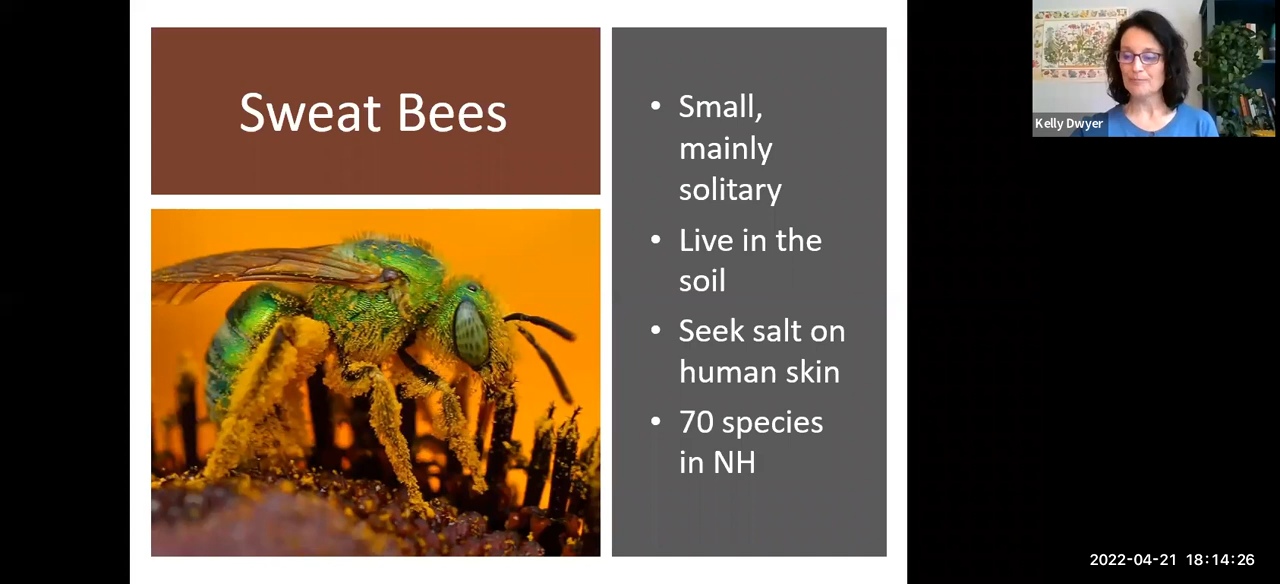 Sweat Bees
• Small,
mainly
solitary
• Live in the
soil
• Seek salt on
human skin
• 70 species
in NH
Kelly Dwyer
2022-04-21 18:14:26